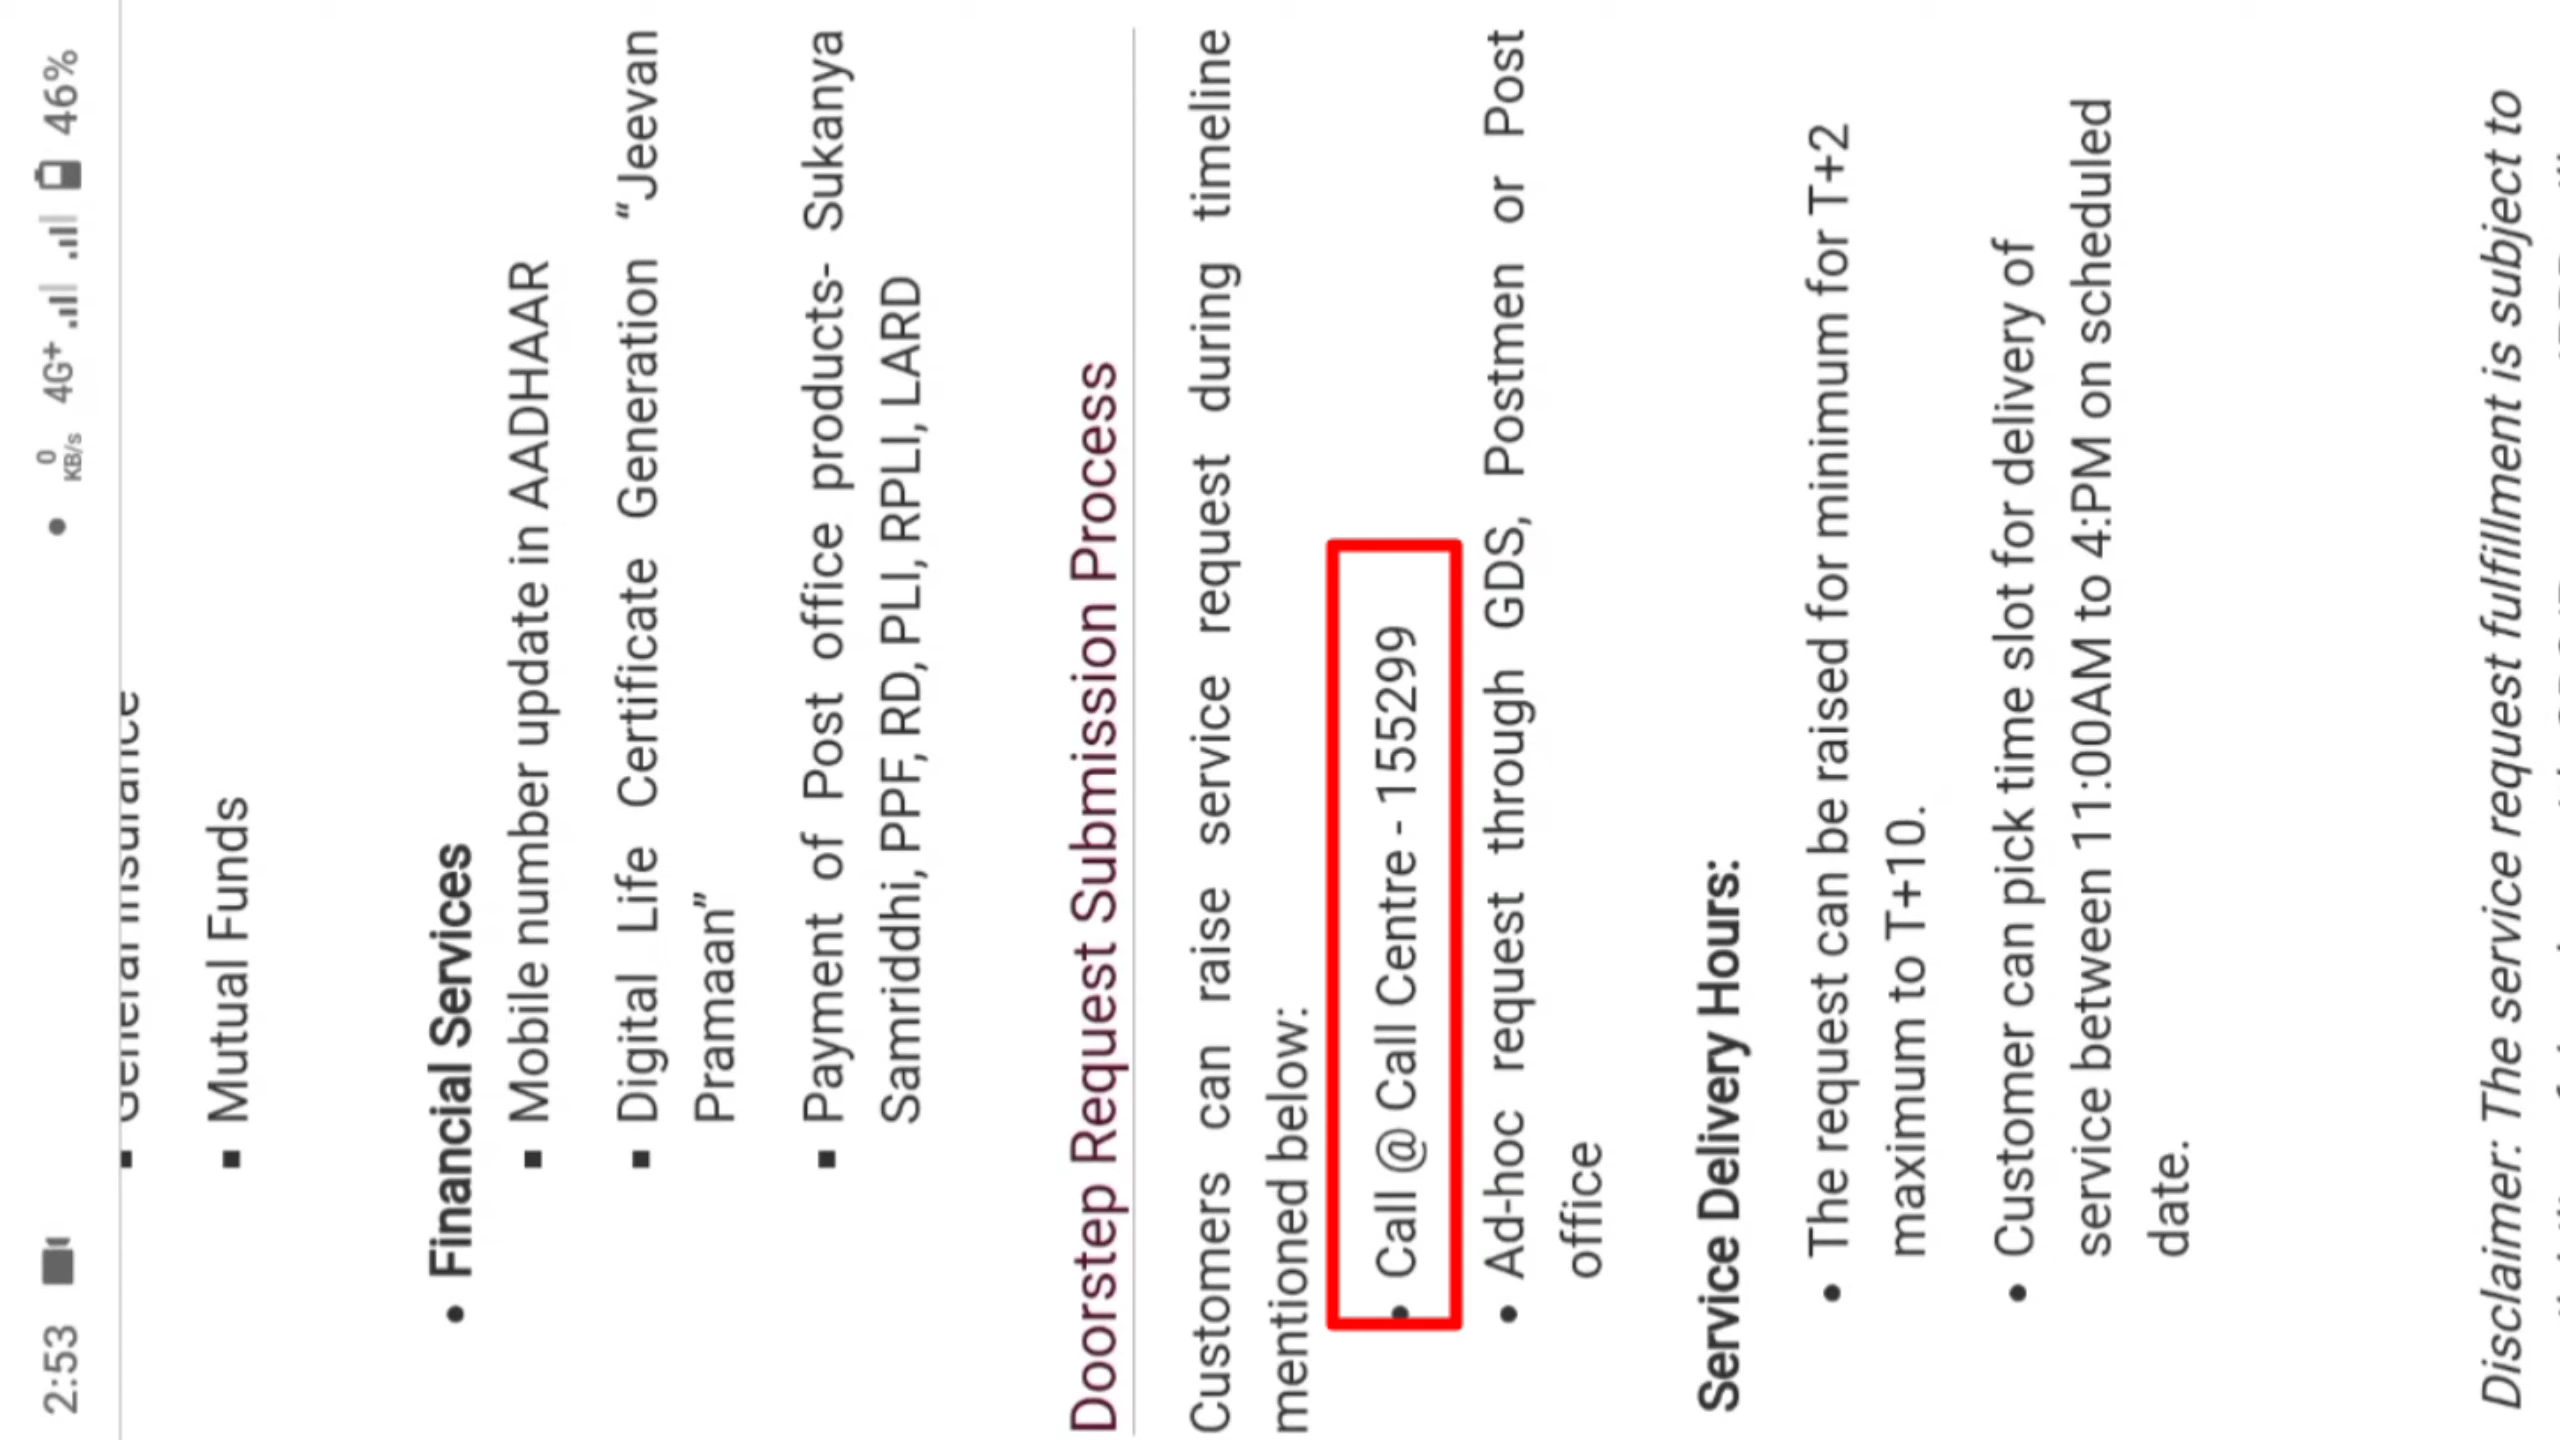 2:53 0 KB/s 4G+ 46%
General Insurance
▪ Mutual Funds
• Financial Services
▪ Mobile number update in AADHAAR
▪ Digital Life Certificate Generation “Jeevan
Pramaan”
▪ Payment of Post office products- Sukanya
Samriddhi, PPF, RD, PLI, RPLI, LARD
Doorstep Request Submission Process
Customers can raise service request during timeline
mentioned below:
• Call @ Call Centre - 155299
• Ad-hoc request through GDS, Postmen or Post
office
Service Delivery Hours:
• The request can be raised for minimum for T+2
maximum to T+10.
• Customer can pick time slot for delivery of
service between 11:00AM to 4:PM on scheduled
date.
Disclaimer: The service request fulfillment is subject to